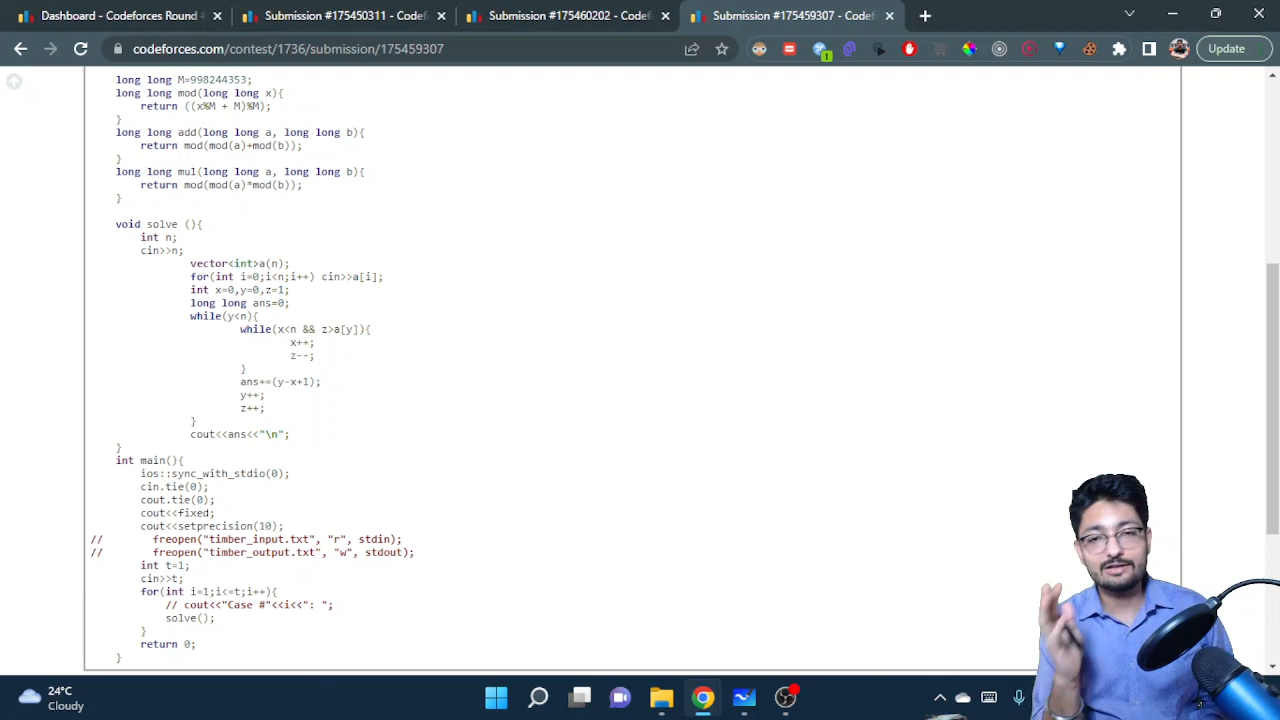 Dashboard - Codeforces Round #
Submission #175450311 - Codef
Submission #175460202 - Codef
Submission #175459307 - Codef
codeforces.com/contest/1736/submission/175459307
1
Update
long long M=998244353;
long long mod(long long x){
return ((x%M + M)%M);
}
long long add(long long a, long long b){
return mod(mod(a)+mod(b));
}
long long mul(long long a, long long b){
return mod(mod(a)*mod(b));
}
void solve (){
int n;
cin>>n;
vector<int>a(n);
for(int i=0;i<n;i++) cin>>a[i];
int x=0,y=0,z=1;
long long ans=0;
while(y<n){
while(x<n && z>a[y]){
x++;
z--;
}
ans+=(y-x+1);
y++;
z++;
}
cout<<ans<<"\n";
}
int main(){
ios::sync_with_stdio(0);
cin.tie(0);
cout.tie(0);
cout<<fixed;
cout<<setprecision(10);
// freopen("timber_input.txt", "r", stdin);
// freopen("timber_output.txt", "w", stdout);
int t=1;
cin>>t;
for(int i=1;i<=t;i++){
// cout<<"Case #"<<i<<": ";
solve();
}
return 0;
}
24°C
Cloudy